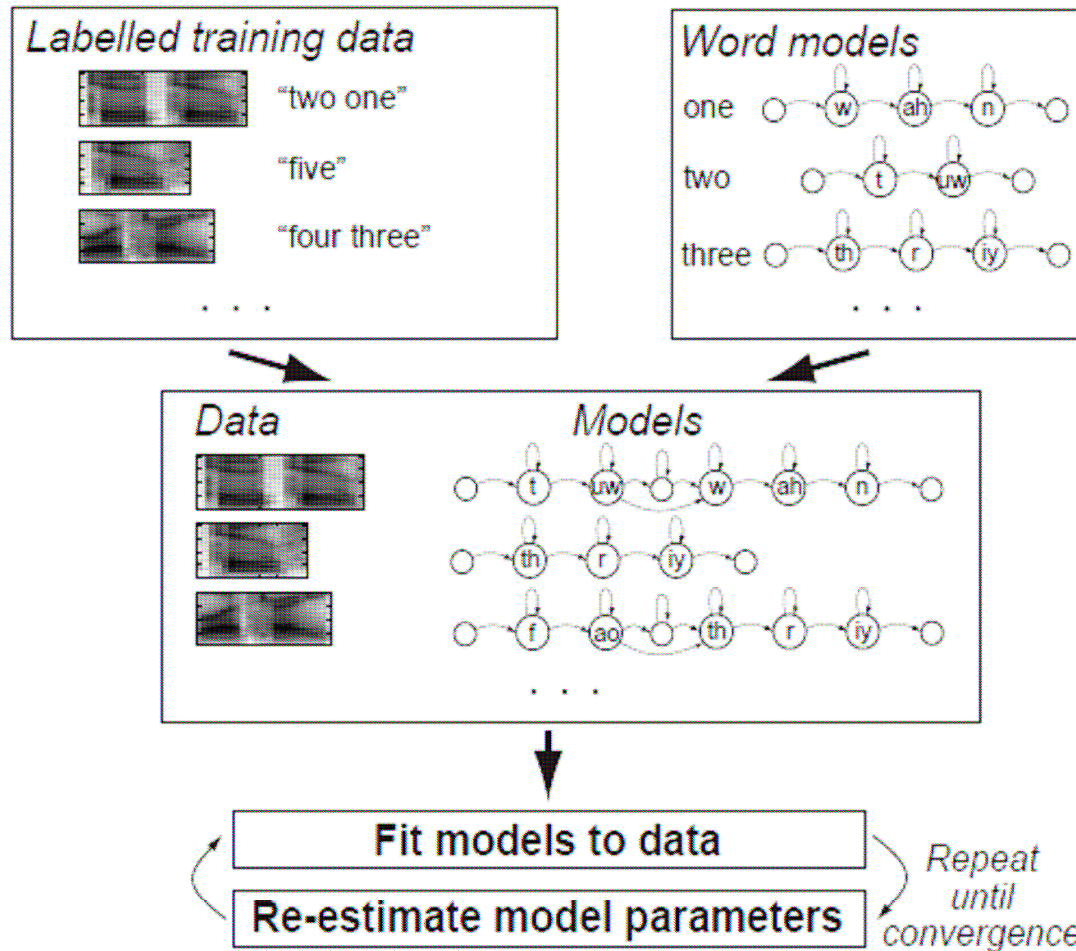 Labelled training data
"two one"
"five"
"four three"
. . .
Word models
one w ah n
two t uw
three th r iy
. . .
Data Models
t uw w ah n
th r iy
f ao th r iy
. . .
Fit models to data
Re-estimate model parameters
Repeat
until
convergence